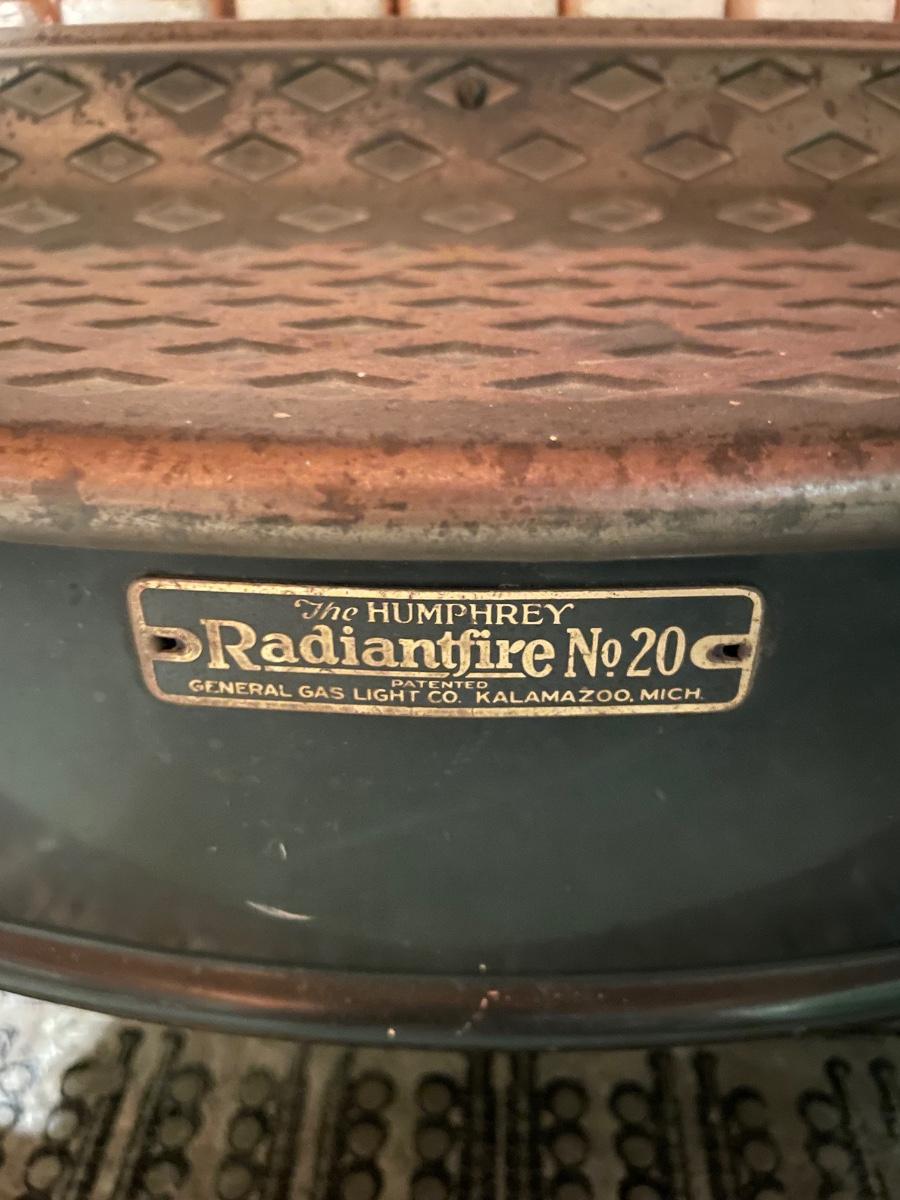 The HUMPHREY
Radiantfire No 20
PATENTED
GENERAL GAS LIGHT CO. KALAMAZOO, MICH.